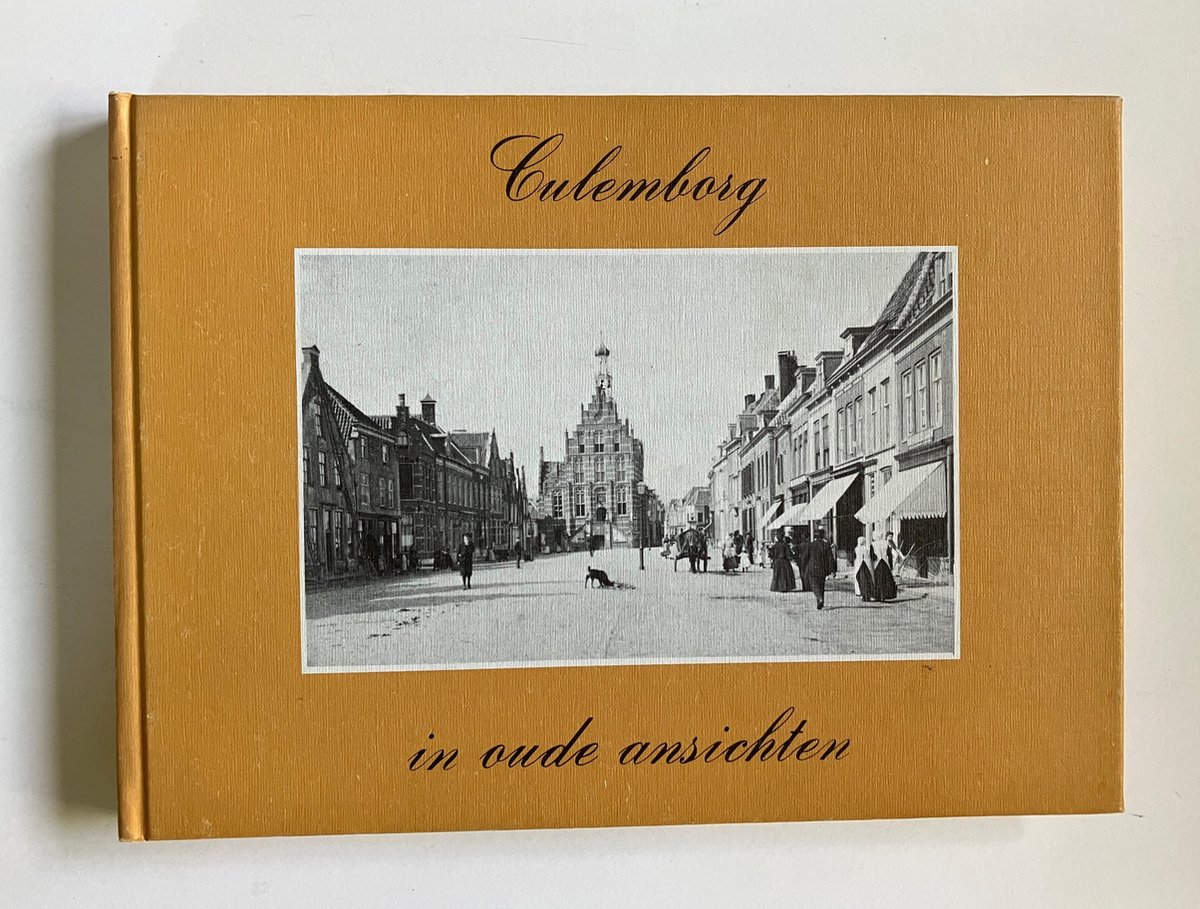 Culemborg
in oude ansichten